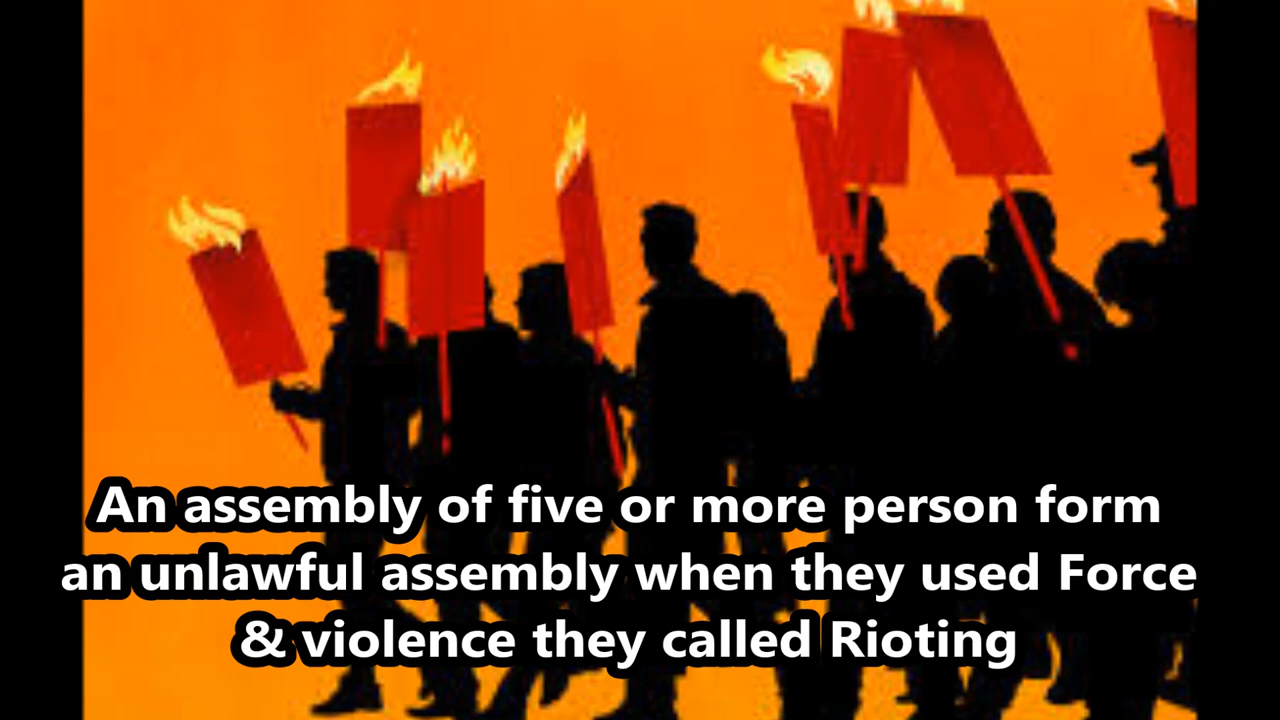 An assembly of five or more person form
an unlawful assembly when they used Force
& violence they called Rioting